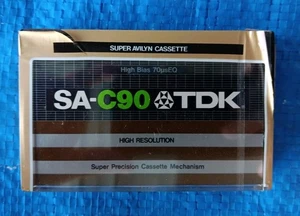 SUPER AVILYN CASSETTE
High Bias 70µsEQ
SA-C90 TDK
HIGH RESOLUTION
Super Precision Cassette Mechanism